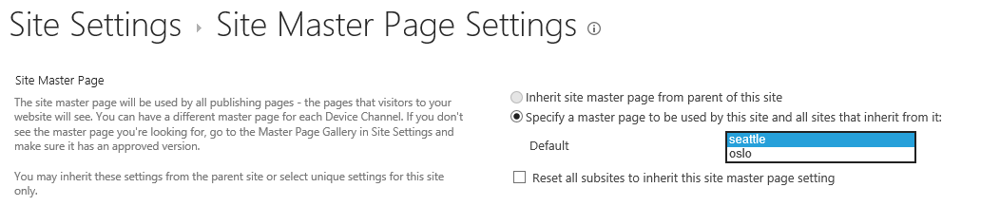 Site Settings › Site Master Page Settings
Site Master Page
The site master page will be used by all publishing pages - the pages that visitors to your
website will see. You can have a different master page for each Device Channel. If you don't
see the master page you're looking for, go to the Master Page Gallery in Site Settings and
make sure it has an approved version.
You may inherit these settings from the parent site or select unique settings for this site
only.
Inherit site master page from parent of this site
Specify a master page to be used by this site and all sites that inherit from it:
Default
seattle
oslo
Reset all subsites to inherit this site master page setting